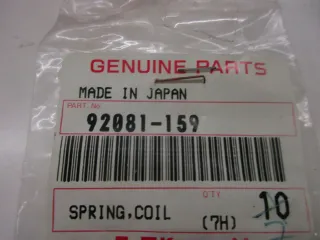 GENUINE PARTS
MADE IN JAPAN
PART No.
92081-159
QTY
10
SPRING,COIL
(7H)